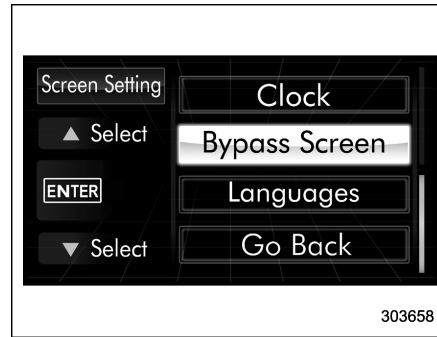 Screen Setting
Clock
▲ Select
Bypass Screen
ENTER
Languages
▼ Select
Go Back
303658